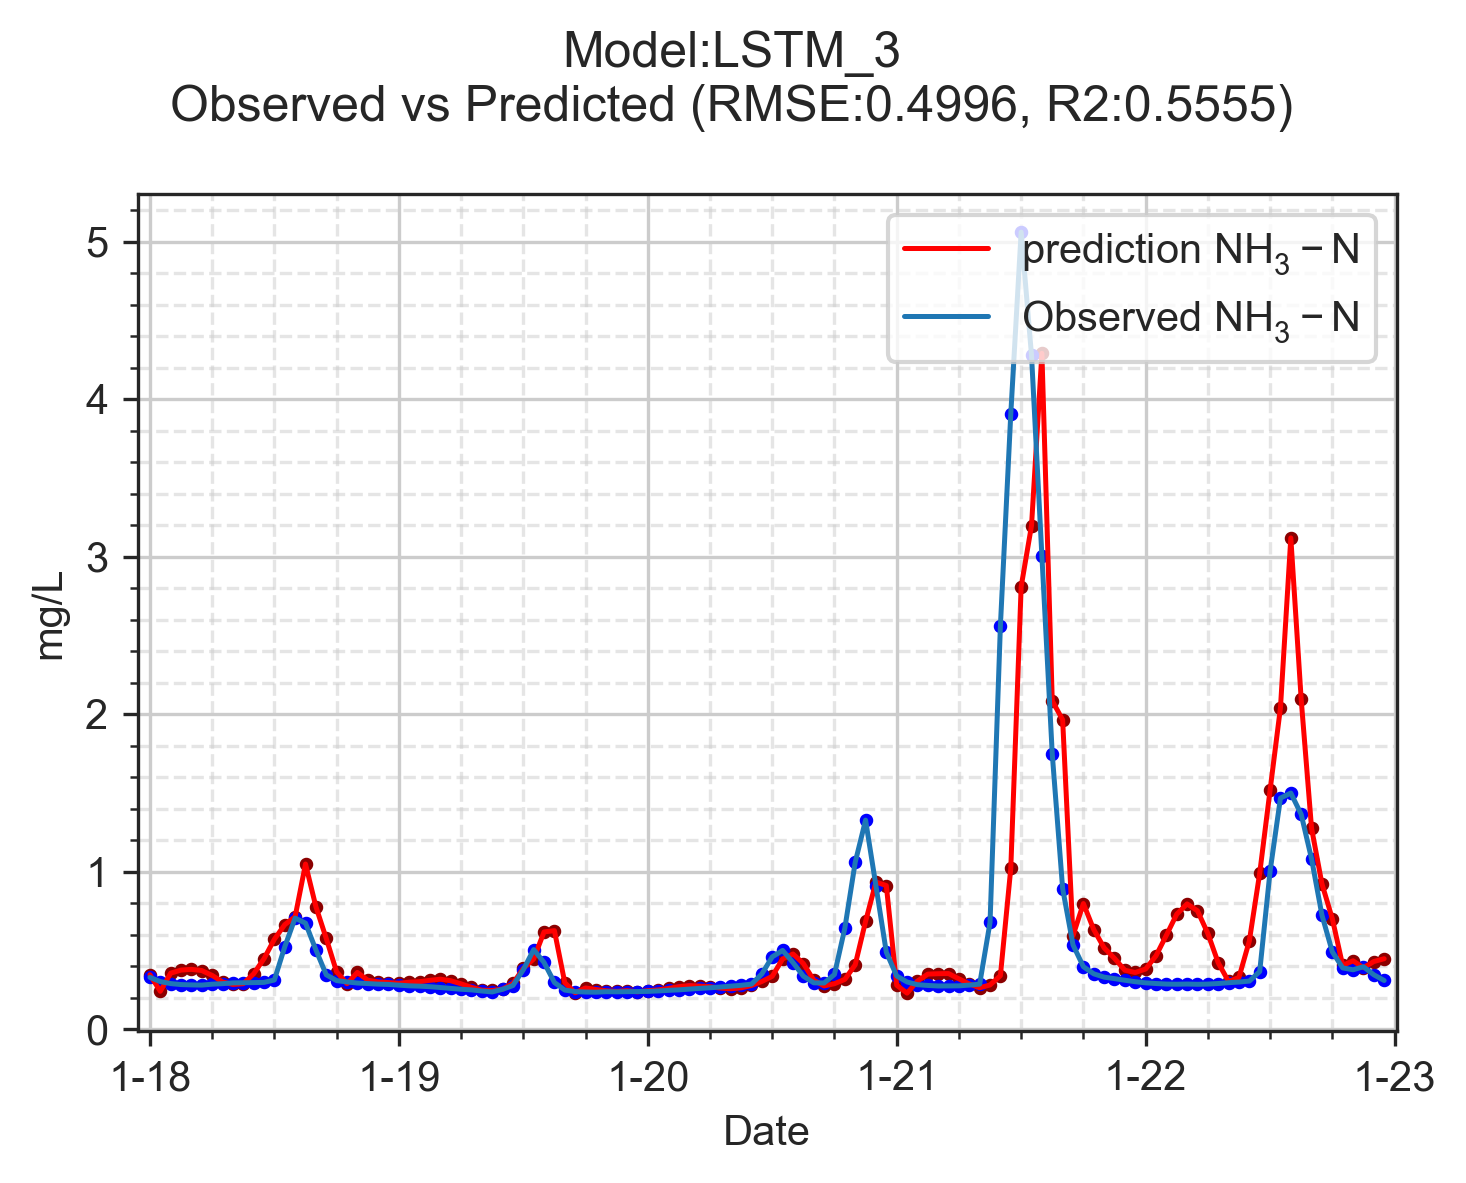 Model:LSTM_3
Observed vs Predicted (RMSE:0.4996, R2:0.5555)
prediction NH₃ − N
Observed NH₃ − N
5
4
3
2
1
0
mg/L
1-18 1-19 1-20 1-21 1-22 1-23
Date